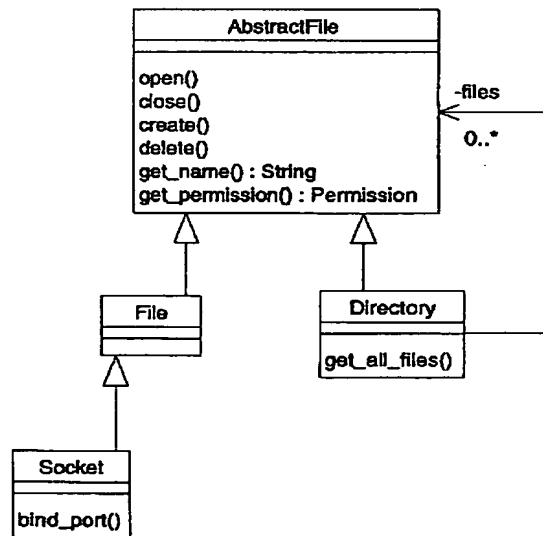 AbstractFile
open()
close()
create()
delete()
get_name() : String
get_permission() : Permission
-files
0..*
File
Directory
get_all_files()
Socket
bind_port()